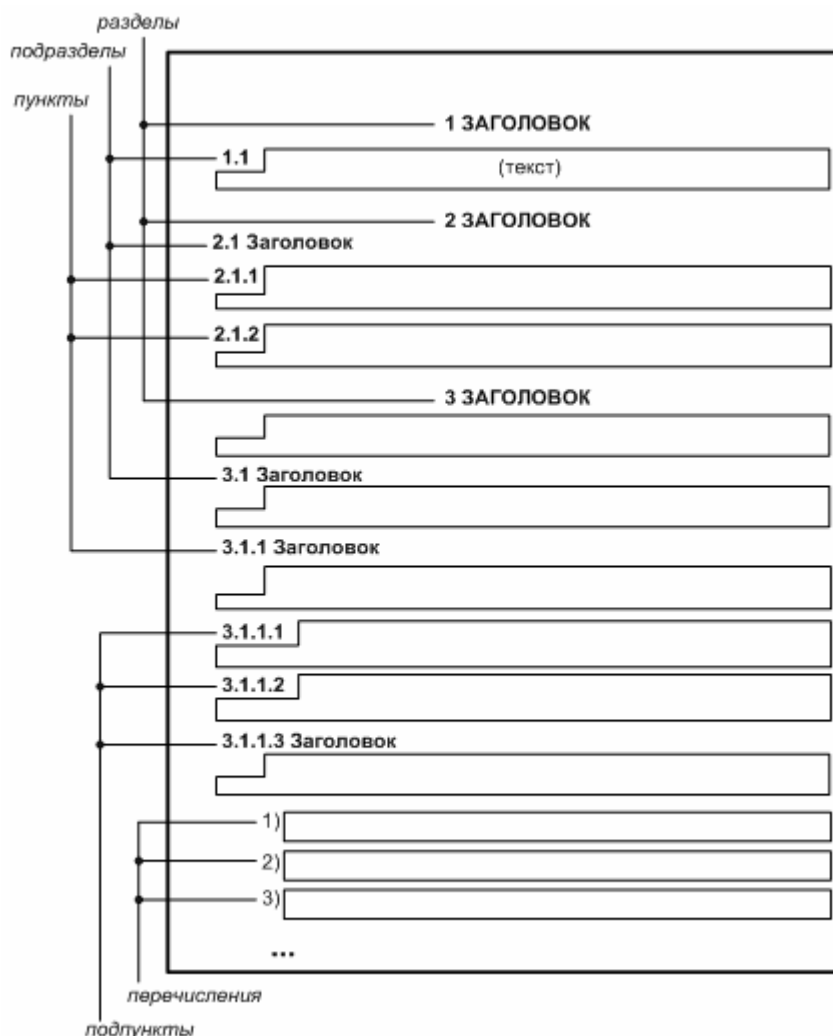 разделы
подразделы
пункты
1 ЗАГОЛОВОК
1.1
(текст)
2 ЗАГОЛОВОК
2.1 Заголовок
2.1.1
2.1.2
3 ЗАГОЛОВОК
3.1 Заголовок
3.1.1 Заголовок
3.1.1.1
3.1.1.2
3.1.1.3 Заголовок
1)
2)
3)
...
перечисления
подпункты